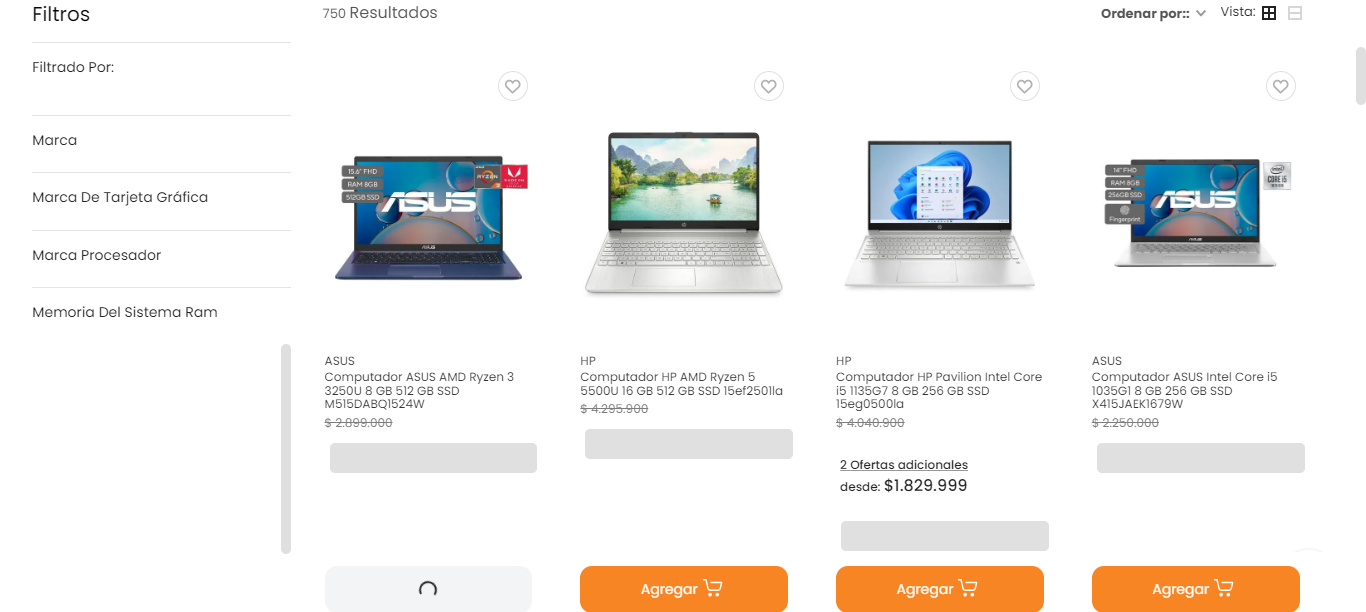 Filtros
750 Resultados
Ordenar por::
Vista:
Filtrado Por:
Marca
Marca De Tarjeta Gráfica
Marca Procesador
Memoria Del Sistema Ram
15.6" FHD
RAM 8GB
512GB SSD
RYZEN
3
ASUS
14" FHD
RAM 8GB
256GB SSD
Fingerprint
ASUS
CORE i5
ASUS
Computador ASUS AMD Ryzen 3
3250U 8 GB 512 GB SSD
M515DABQ1524W
$ 2.899.000
HP
Computador HP AMD Ryzen 5
5500U 16 GB 512 GB SSD 15ef2501la
$ 4.295.900
HP
Computador HP Pavilion Intel Core
i5 1135G7 8 GB 256 GB SSD
15eg0500la
$ 4.040.900
2 Ofertas adicionales
desde: $1.829.999
ASUS
Computador ASUS Intel Core i5
1035G1 8 GB 256 GB SSD
X415JAEK1679W
$ 2.250.000
Agregar
Agregar
Agregar